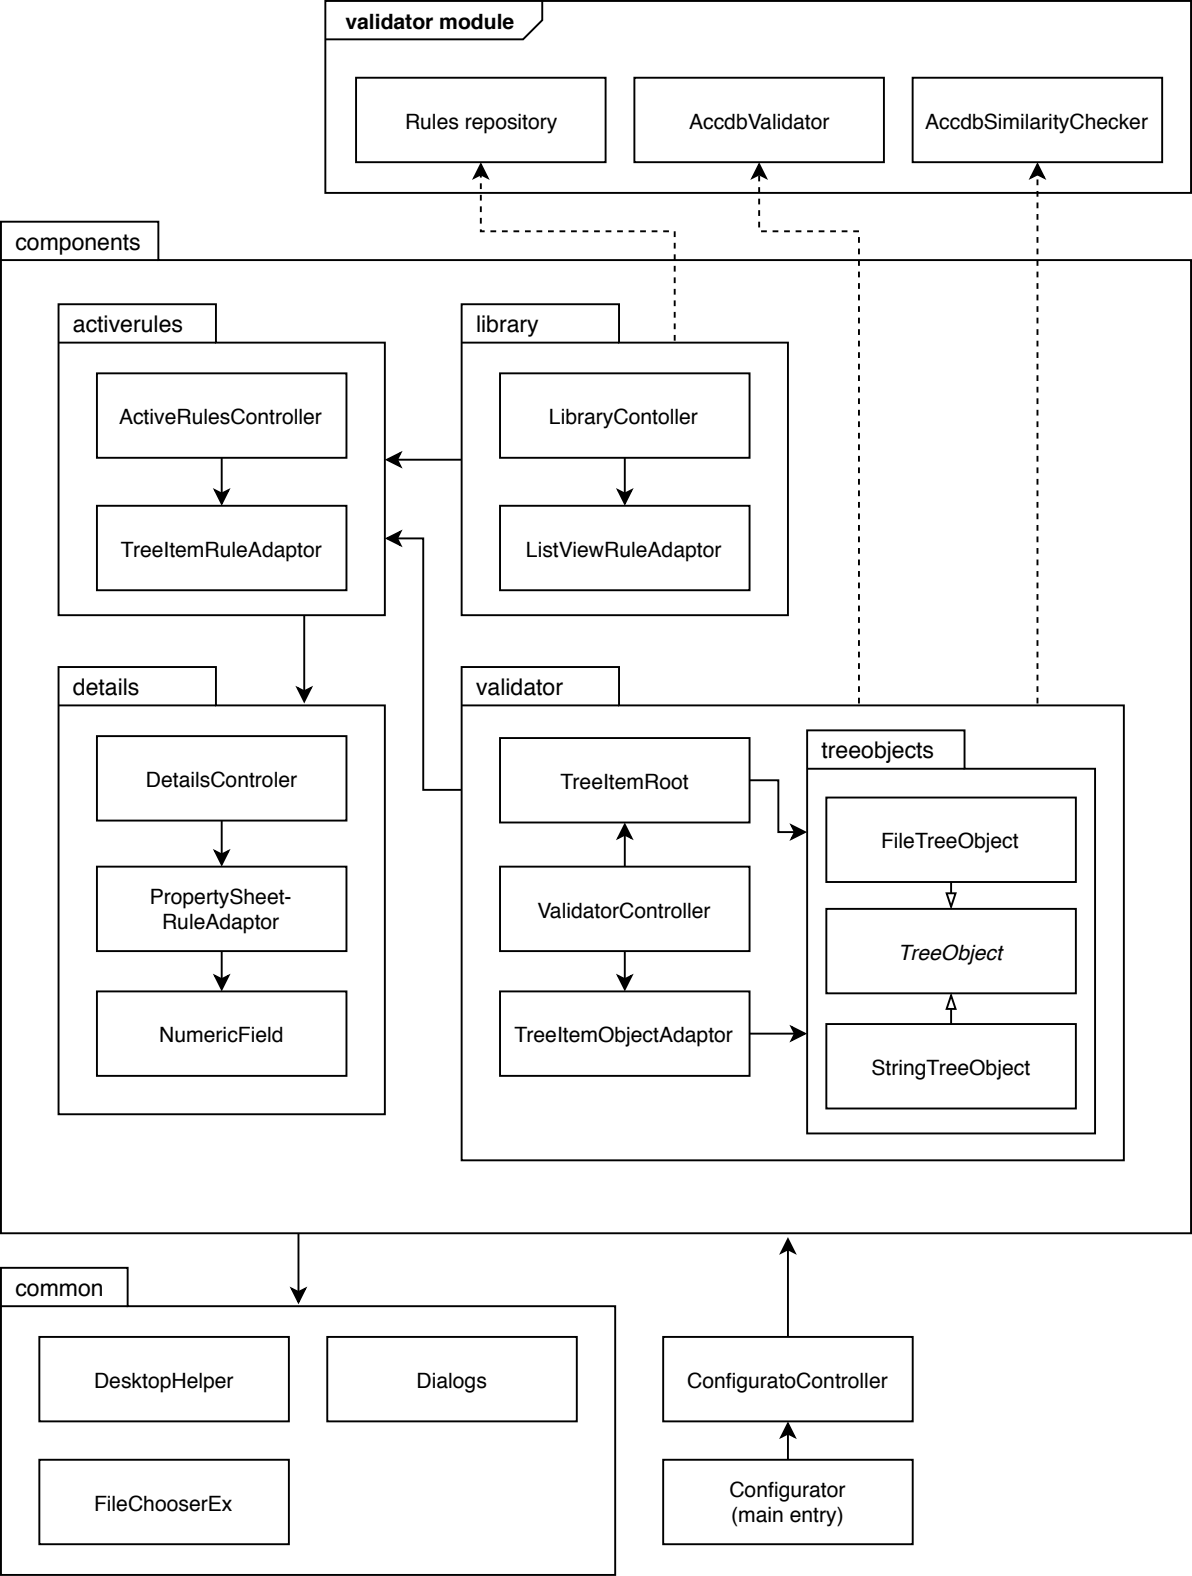 validator module
Rules repository
AccdbValidator
AccdbSimilarityChecker
components
activerules
library
ActiveRulesController
LibraryContoller
TreeItemRuleAdaptor
ListViewRuleAdaptor
details
validator
treeobjects
DetailsControler
TreeItemRoot
FileTreeObject
PropertySheet-
RuleAdaptor
ValidatorController
TreeObject
NumericField
TreeItemObjectAdaptor
StringTreeObject
common
DesktopHelper
Dialogs
ConfiguratoController
FileChooserEx
Configurator
(main entry)